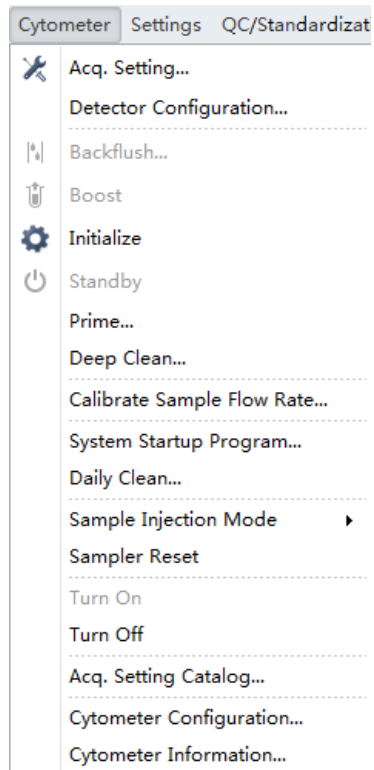 Cytometer Settings QC/Standardizati
Acq. Setting...
Detector Configuration...
Backflush...
Boost
Initialize
Standby
Prime...
Deep Clean...
Calibrate Sample Flow Rate...
System Startup Program...
Daily Clean...
Sample Injection Mode
Sampler Reset
Turn On
Turn Off
Acq. Setting Catalog...
Cytometer Configuration...
Cytometer Information...